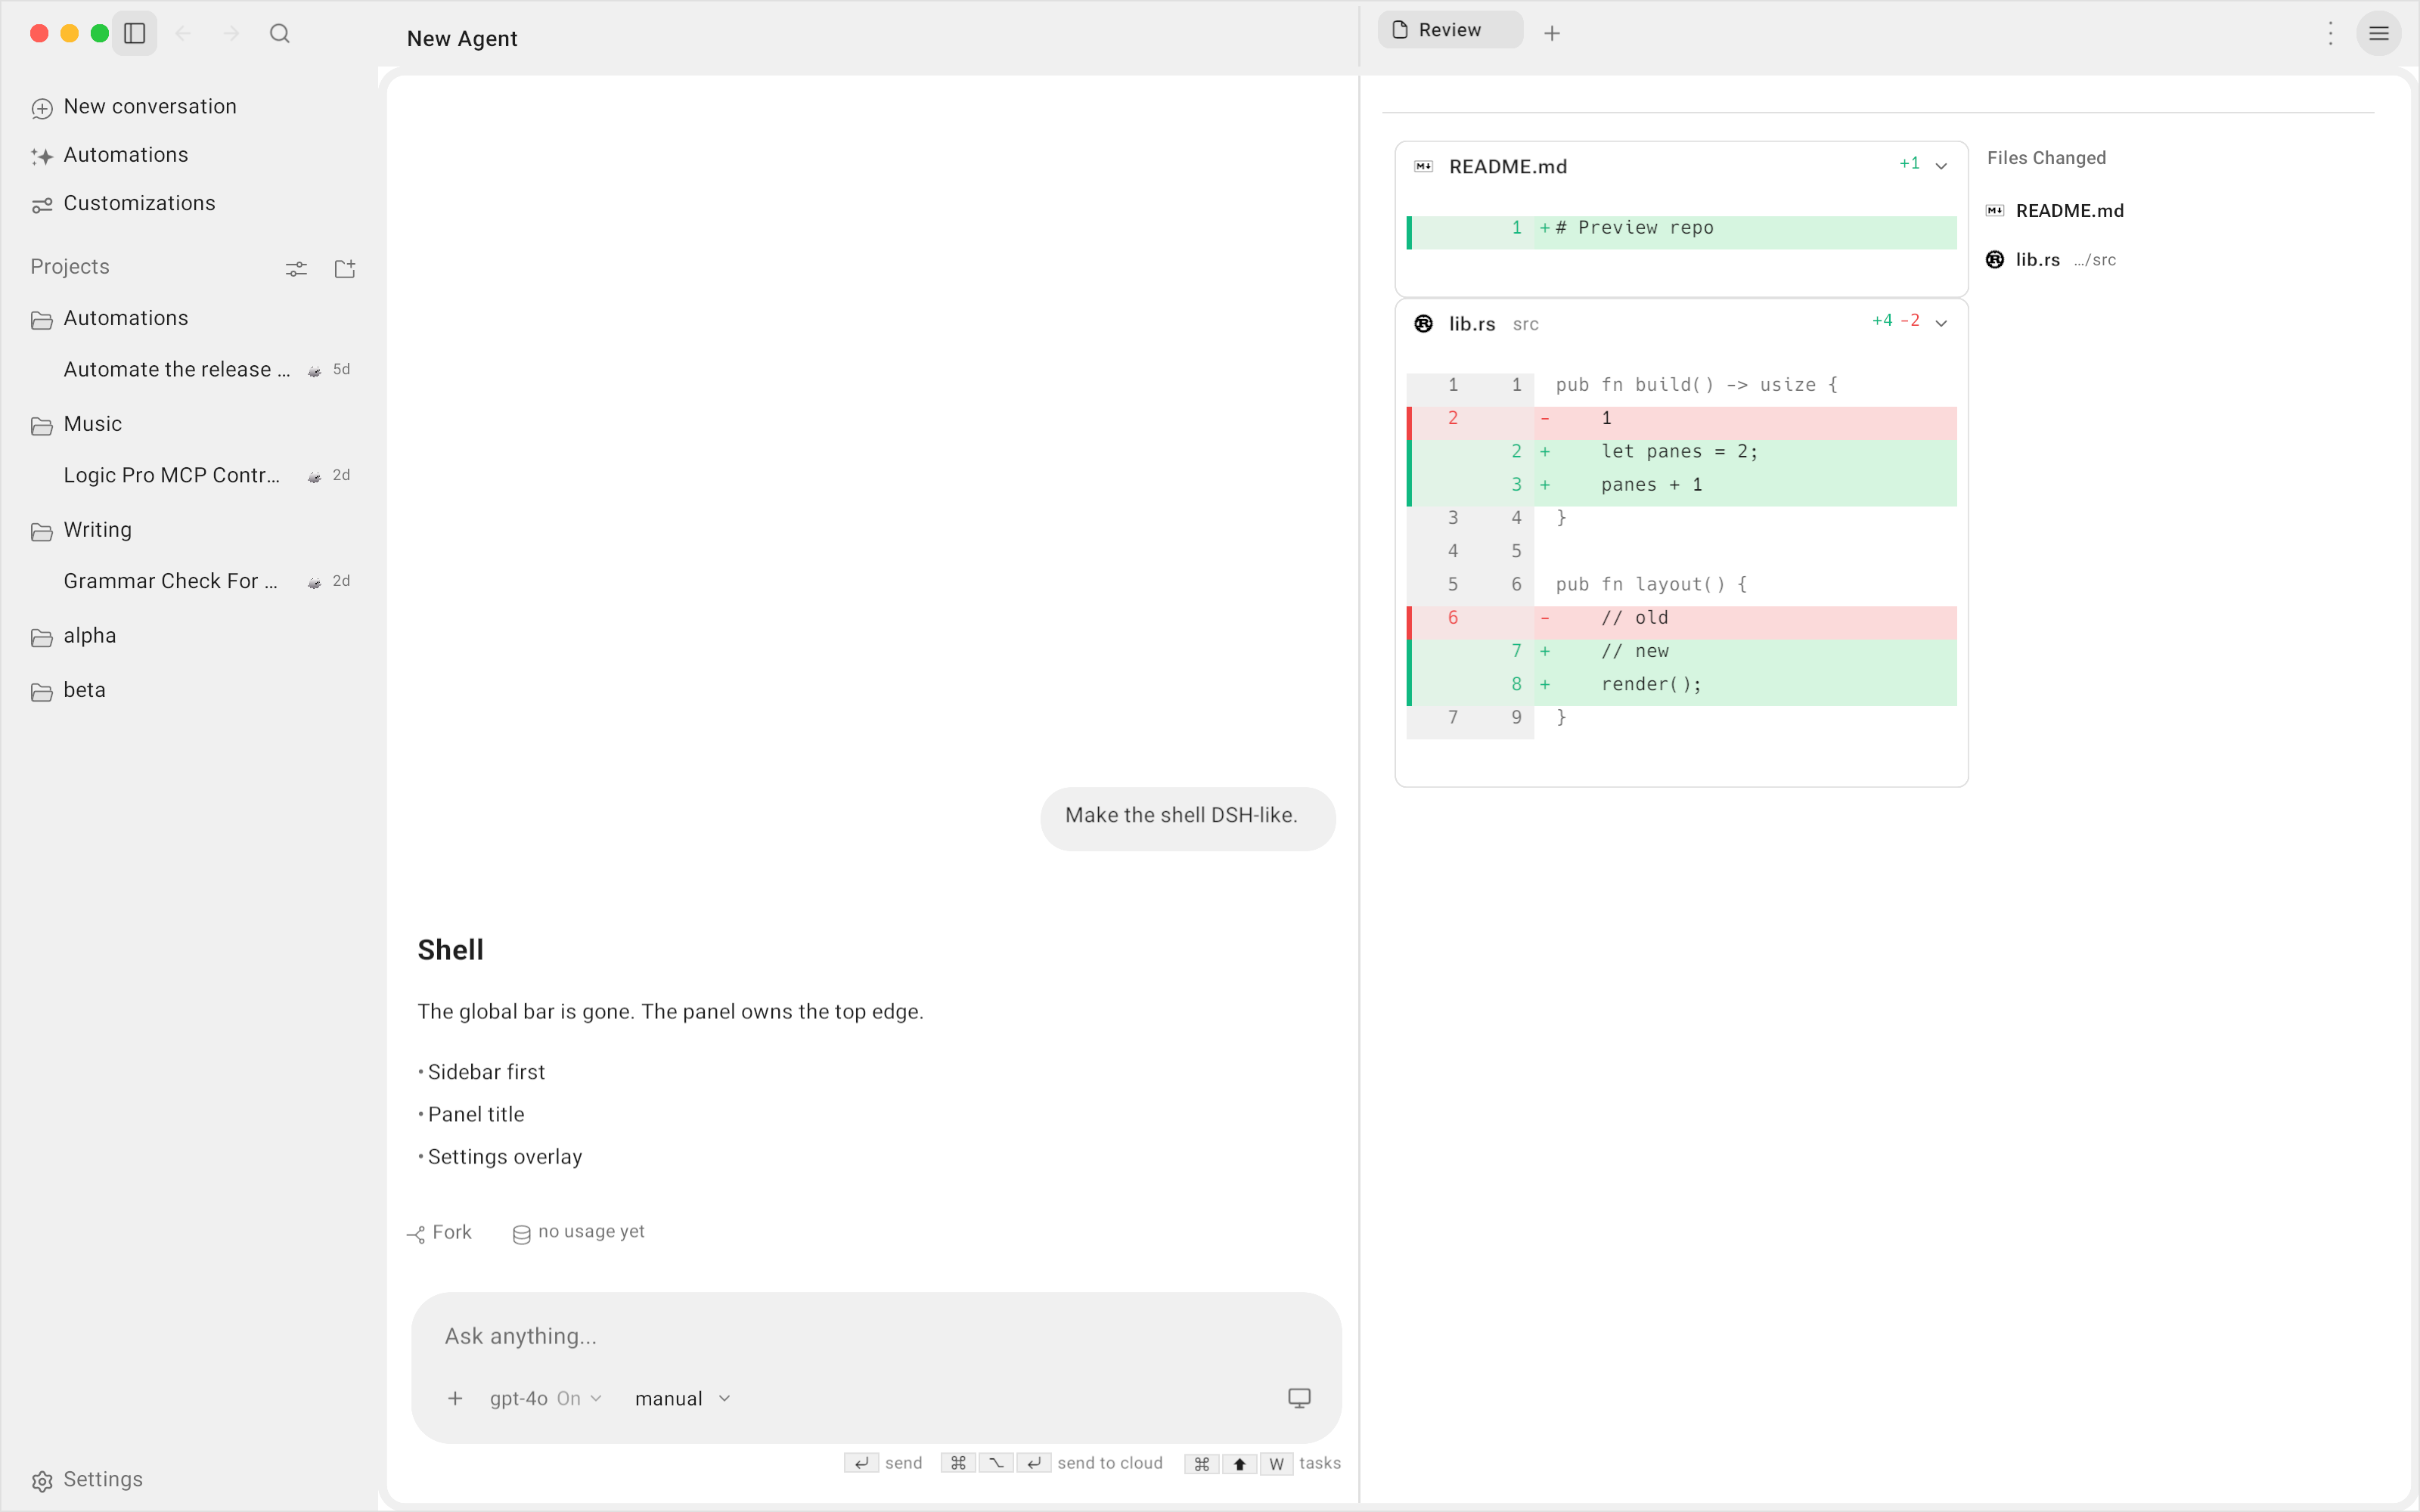 New Agent
Review
New conversation
Automations
Customizations
Projects
Automations
Automate the release ... 5d
Music
Logic Pro MCP Contr... 2d
Writing
Grammar Check For ... 2d
alpha
beta
Settings
Make the shell DSH-like.
Shell
The global bar is gone. The panel owns the top edge.
• Sidebar first
• Panel title
• Settings overlay
Fork
no usage yet
Ask anything...
+ gpt-4o On manual
send ⌘ ⌥ send to cloud ⌘ W tasks
README.md +1
1 + # Preview repo
lib.rs src +4 -2
1 1 pub fn build() -> usize {
2 - 1
2 + let panes = 2;
3 + panes + 1
3 4 }
4 5
5 6 pub fn layout() {
6 - // old
7 + // new
8 + render();
7 9 }
Files Changed
README.md
lib.rs .../src